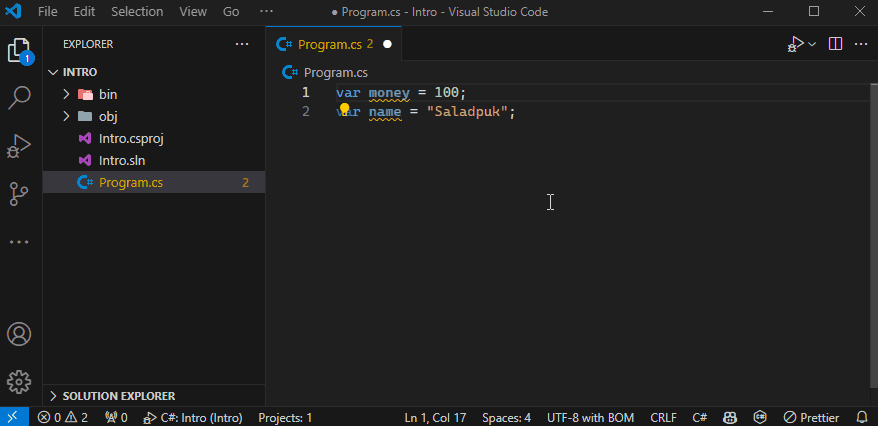 File Edit Selection View Go ··· ● Program.cs - Intro - Visual Studio Code
EXPLORER ···
INTRO
bin
obj
Intro.csproj
Intro.sln
Program.cs 2
SOLUTION EXPLORER
1
Program.cs 2 ●
Program.cs
1 var money = 100;
2 var name = "Saladpuk";
0 2 0 C#: Intro (Intro) Projects: 1 Ln 1, Col 17 Spaces: 4 UTF-8 with BOM CRLF C# Prettier